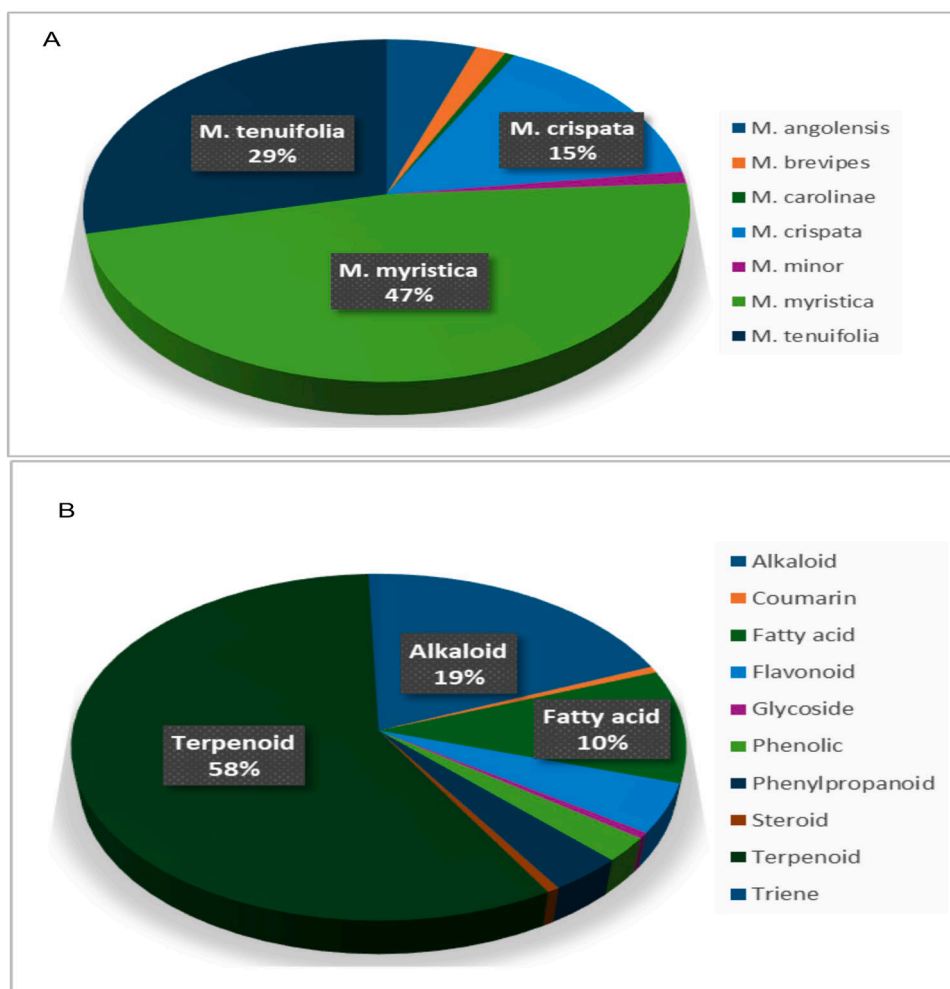 A
M. tenuifolia
29%
M. crispata
15%
M. myristica
47%
M. angolensis
M. brevipes
M. carolinae
M. crispata
M. minor
M. myristica
M. tenuifolia
B
Alkaloid
19%
Fatty acid
10%
Terpenoid
58%
Alkaloid
Coumarin
Fatty acid
Flavonoid
Glycoside
Phenolic
Phenylpropanoid
Steroid
Terpenoid
Triene